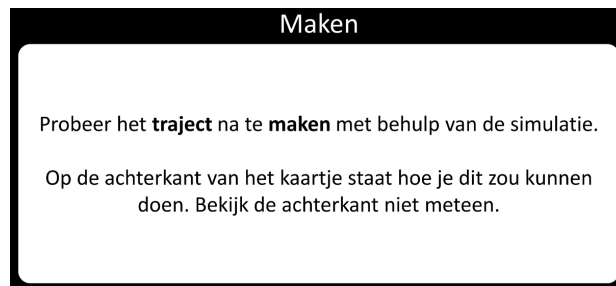 Maken
Probeer het traject na te maken met behulp van de simulatie.
Op de achterkant van het kaartje staat hoe je dit zou kunnen
doen. Bekijk de achterkant niet meteen.